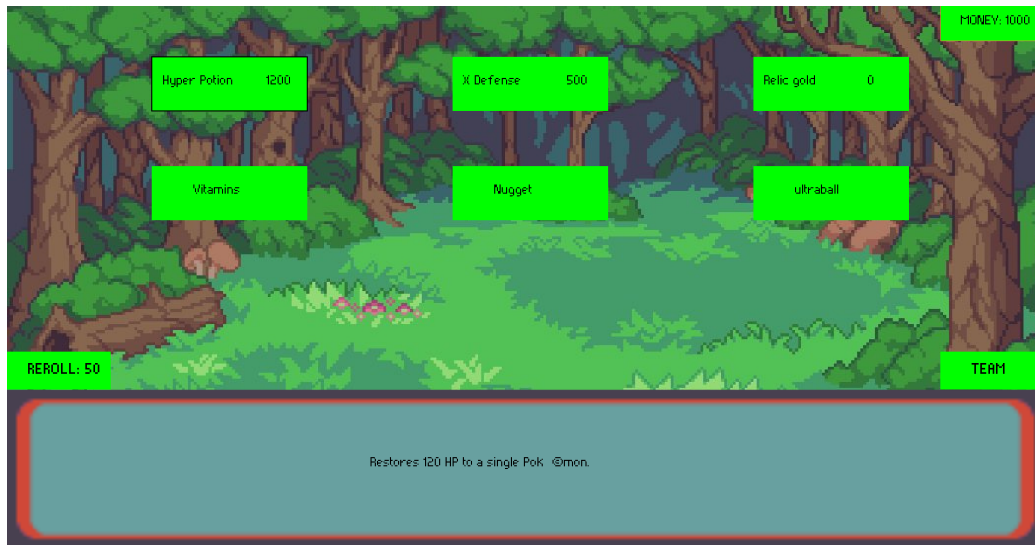 MONEY: 1000
Hyper Potion 1200
X Defense 500
Relic gold 0
Vitamins
Nugget
ultraball
REROLL: 50
TEAM
Restores 120 HP to a single Pok ©mon.